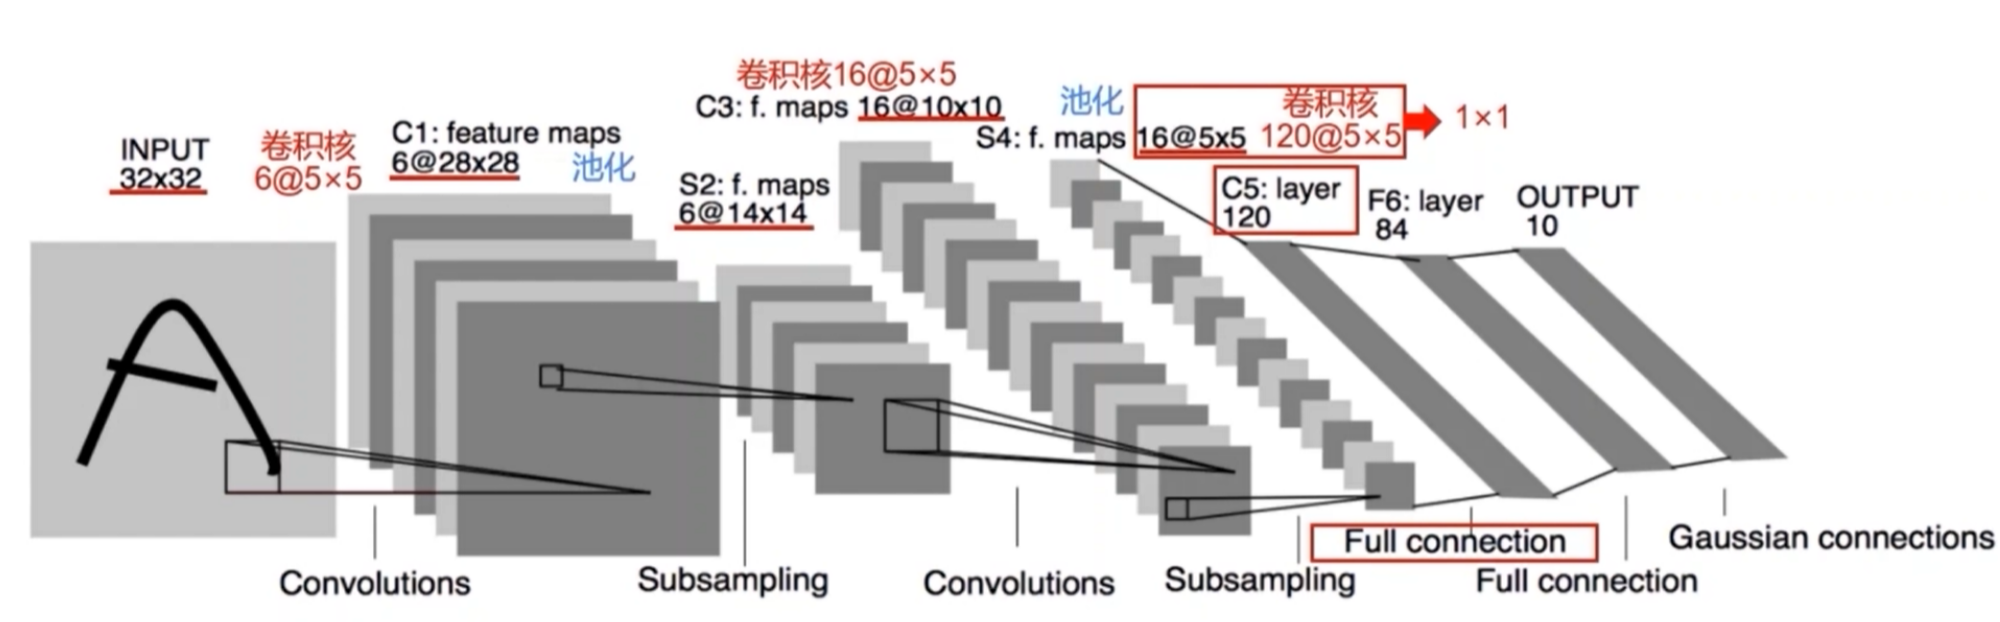 INPUT
32x32
卷积核
6@5×5
C1: feature maps
6@28x28
池化
S2: f. maps
6@14x14
卷积核16@5×5
C3: f. maps 16@10x10
池化
S4: f. maps 16@5x5
卷积核
120@5×5
1×1
C5: layer
120
F6: layer
84
OUTPUT
10
Convolutions
Subsampling
Convolutions
Subsampling
Full connection
Full connection
Gaussian connections